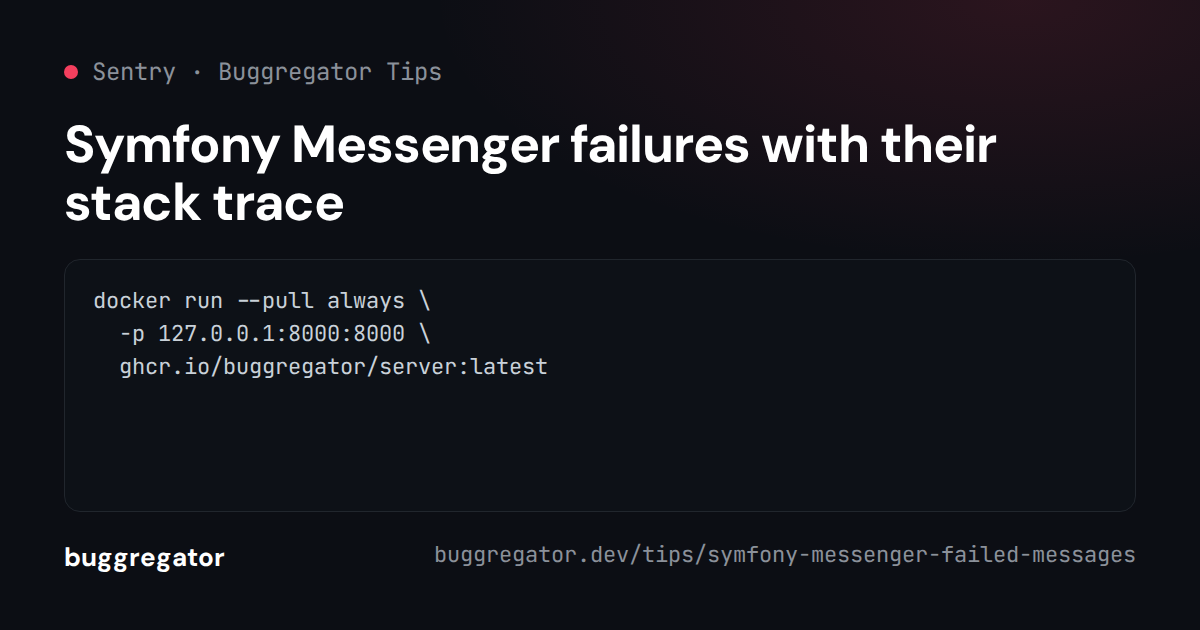 Sentry · Buggregator Tips
Symfony Messenger failures with their
stack trace
docker run --pull always \
  -p 127.0.0.1:8000:8000 \
  ghcr.io/buggregator/server:latest
buggregator
buggregator.dev/tips/symfony-messenger-failed-messages